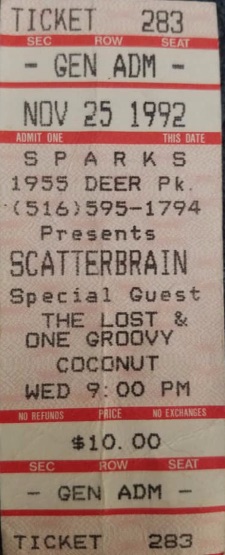 TICKET 283
SEC ROW SEAT
- GEN ADM -
NOV 25 1992
ADMIT ONE THIS DATE
SPARKS
1955 DEER Pk.
(516)595-1794
Presents
SCATTERBRAIN
Special Guest
THE LOST &
ONE GROOVY
COCONUT
WED 9:00 PM
NO REFUNDS PRICE NO EXCHANGES
$10.00
SEC ROW SEAT
- GEN ADM -
TICKET 283